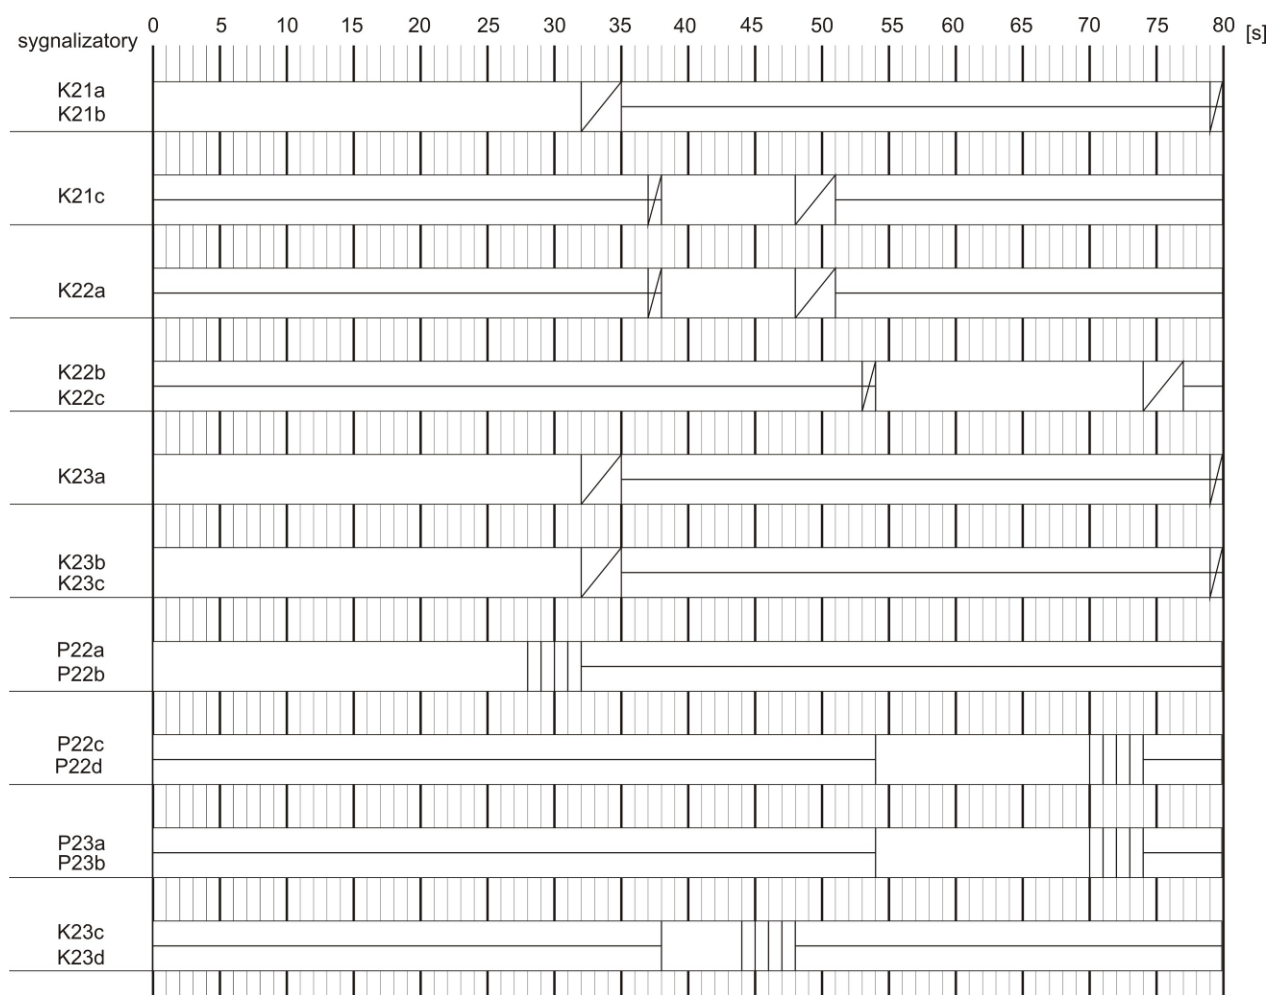 0 5 10 15 20 25 30 35 40 45 50 55 60 65 70 75 80 [s]
sygnalizatory
K21a
K21b
K21c
K22a
K22b
K22c
K23a
K23b
K23c
P22a
P22b
P22c
P22d
P23a
P23b
K23c
K23d